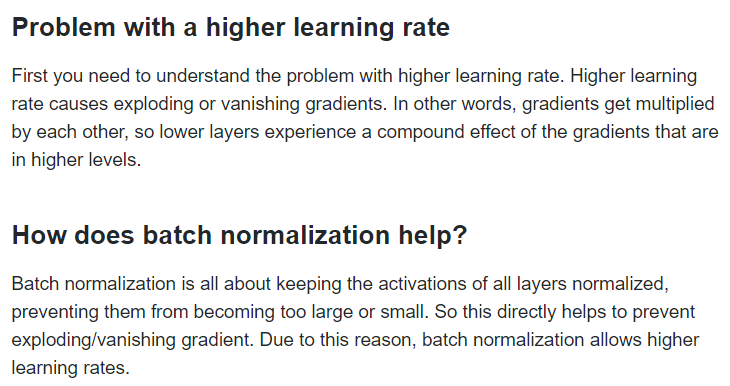 Problem with a higher learning rate
First you need to understand the problem with higher learning rate. Higher learning
rate causes exploding or vanishing gradients. In other words, gradients get multiplied
by each other, so lower layers experience a compound effect of the gradients that are
in higher levels.
How does batch normalization help?
Batch normalization is all about keeping the activations of all layers normalized,
preventing them from becoming too large or small. So this directly helps to prevent
exploding/vanishing gradient. Due to this reason, batch normalization allows higher
learning rates.